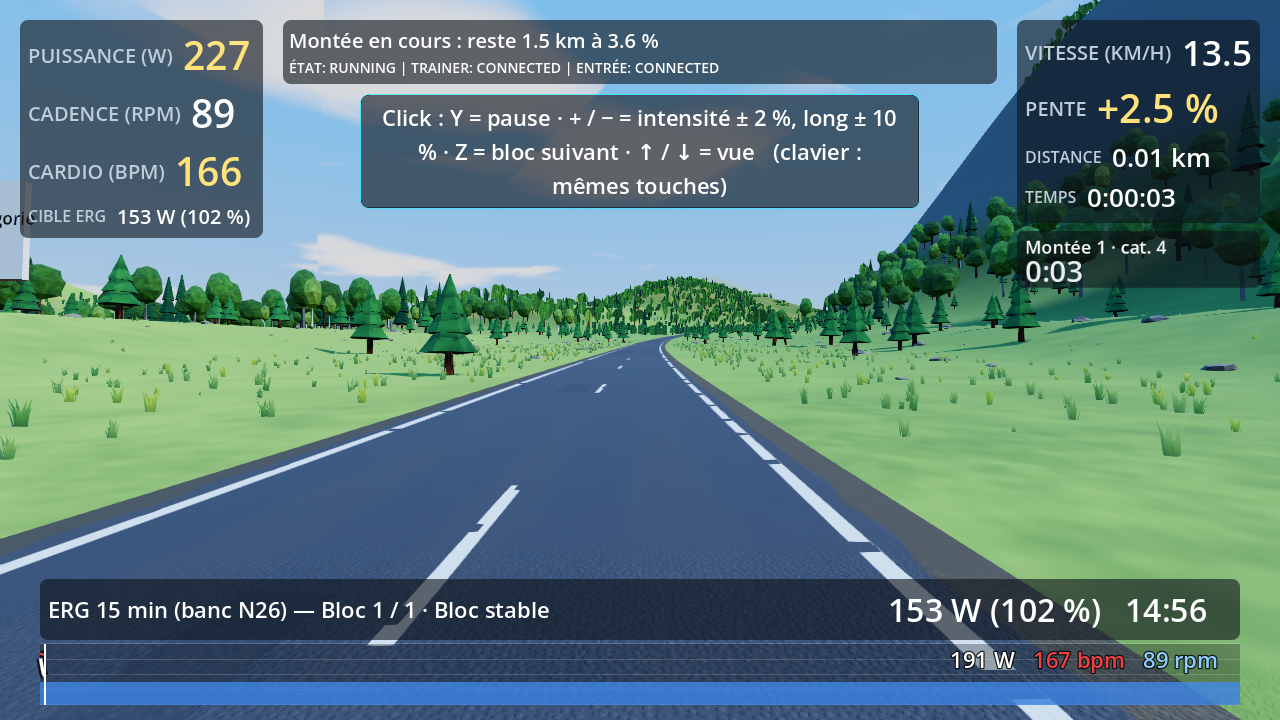 PUISSANCE (W) 227
CADENCE (RPM) 89
CARDIO (BPM) 166
CIBLE ERG 153 W (102 %)
Montée en cours : reste 1.5 km à 3.6 %
ÉTAT: RUNNING | TRAINER: CONNECTED | ENTRÉE: CONNECTED
Click : Y = pause · + / − = intensité ± 2 %, long ± 10
% · Z = bloc suivant · ↑ / ↓ = vue (clavier :
mêmes touches)
VITESSE (KM/H) 13.5
PENTE +2.5 %
DISTANCE 0.01 km
TEMPS 0:00:03
Montée 1 · cat. 4
0:03
ERG 15 min (banc N26) — Bloc 1 / 1 · Bloc stable
153 W (102 %) 14:56
191 W 167 bpm 89 rpm